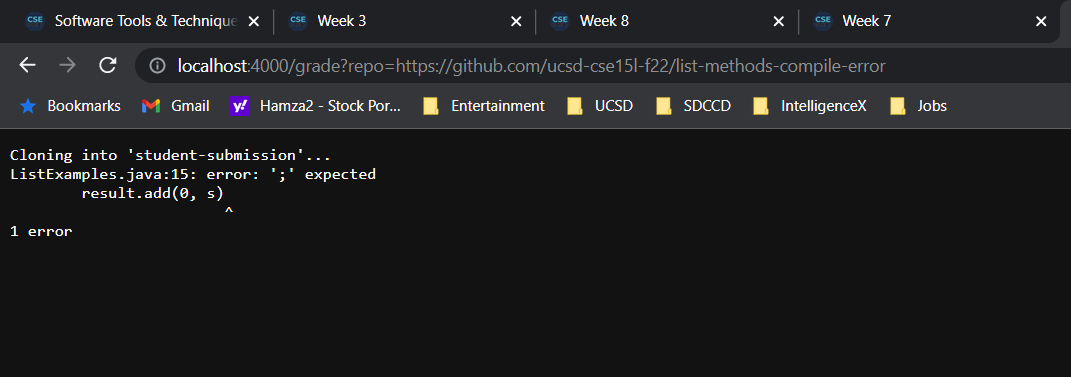 CSE Software Tools & Technique
CSE Week 3
CSE Week 8
CSE Week 7
localhost:4000/grade?repo=https://github.com/ucsd-cse15l-f22/list-methods-compile-error
Bookmarks Gmail y! Hamza2 - Stock Por... Entertainment UCSD SDCCD IntelligenceX Jobs
Cloning into 'student-submission'...
ListExamples.java:15: error: ';' expected
        result.add(0, s)
                        ^
1 error